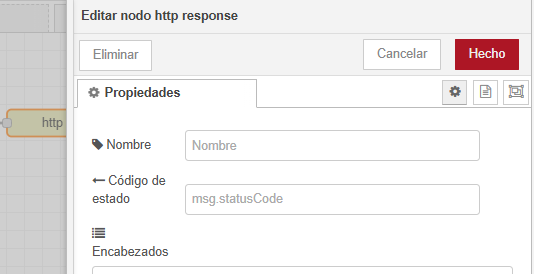 Editar nodo http response
Eliminar
Cancelar
Hecho
Propiedades
http
Nombre
Nombre
Código de
estado
msg.statusCode
Encabezados